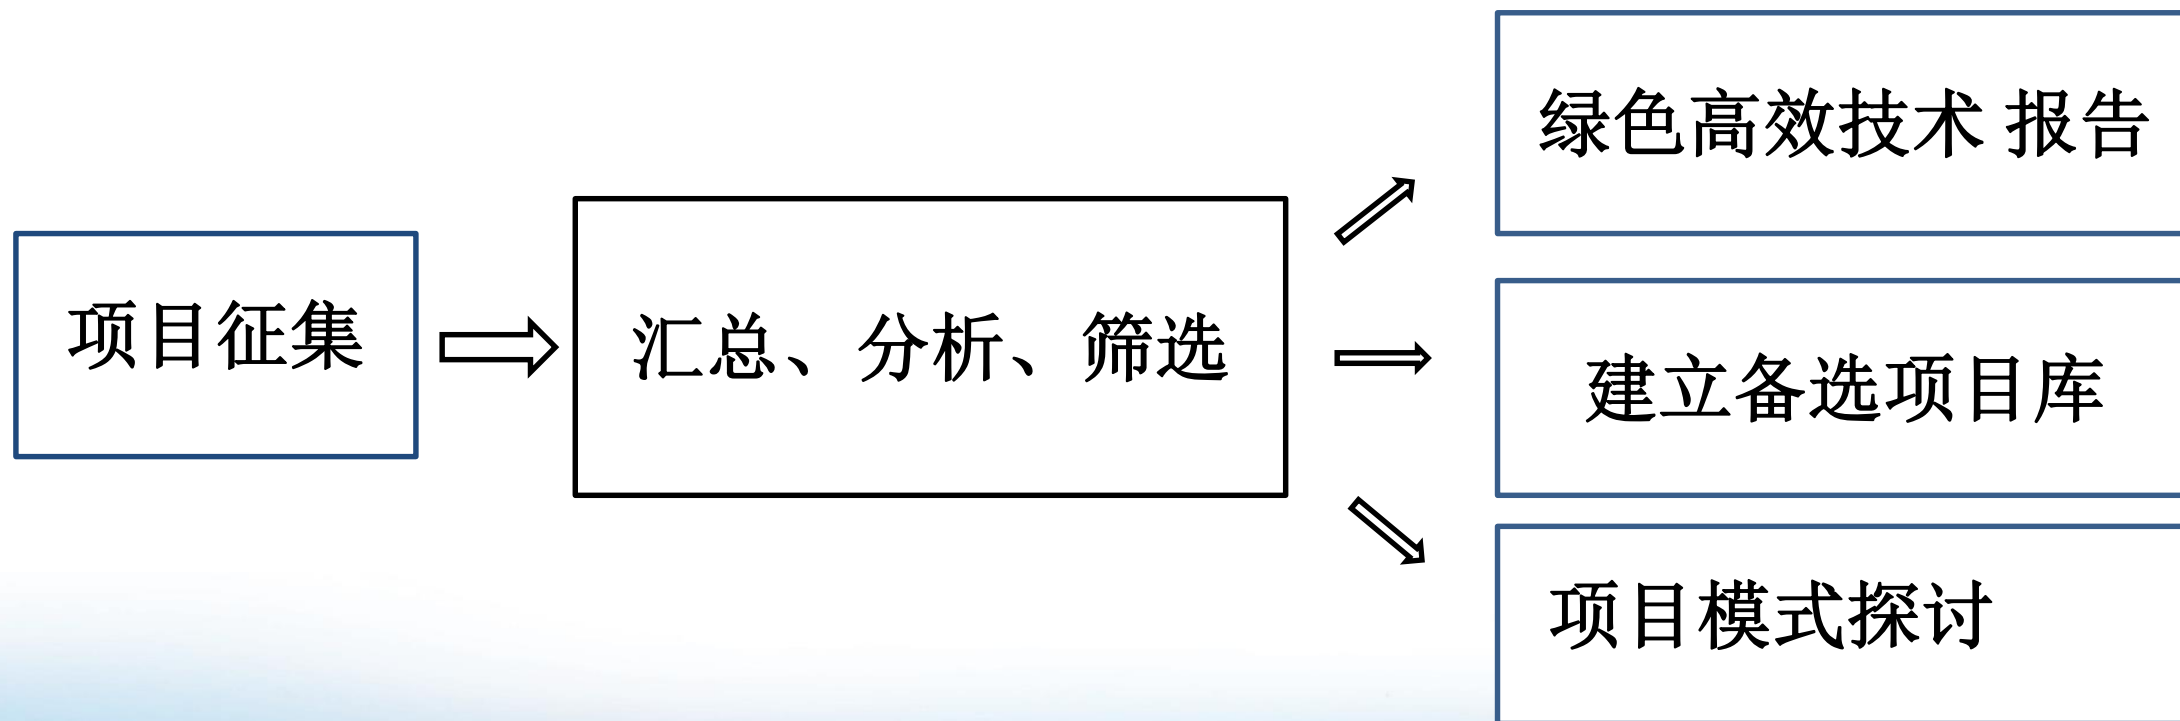 项目征集
汇总、分析、筛选
绿色高效技术 报告
建立备选项目库
项目模式探讨